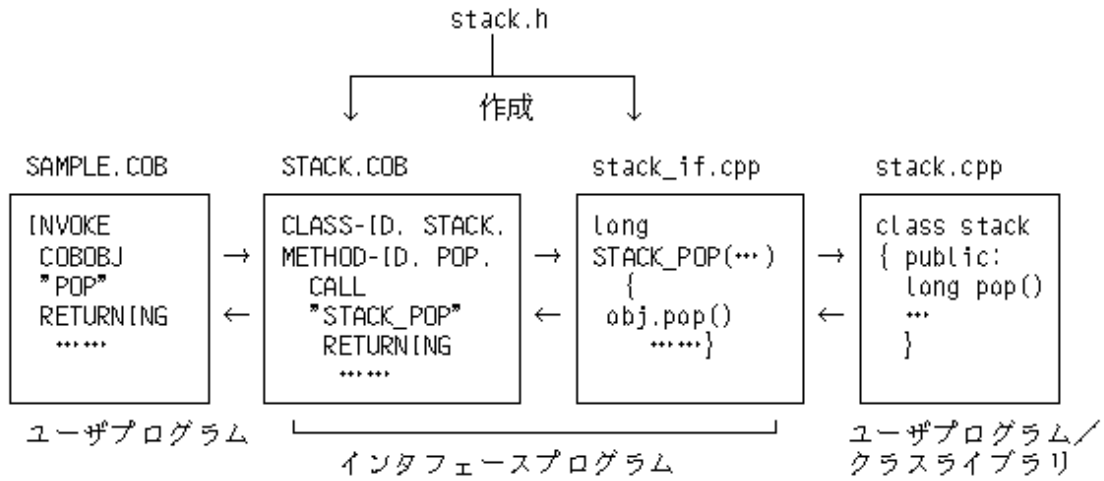 stack.h
作成
SAMPLE.COB
INVOKE
COBOBJ
"POP"
RETURNING
……
STACK.COB
CLASS-ID. STACK.
METHOD-ID. POP.
CALL
"STACK_POP"
RETURNING
……
stack_if.cpp
long
STACK_POP(…)
{
obj.pop()
……}
stack.cpp
class stack
{ public:
long pop()
…
}
ユーザプログラム
インタフェースプログラム
ユーザプログラム／
クラスライブラリ